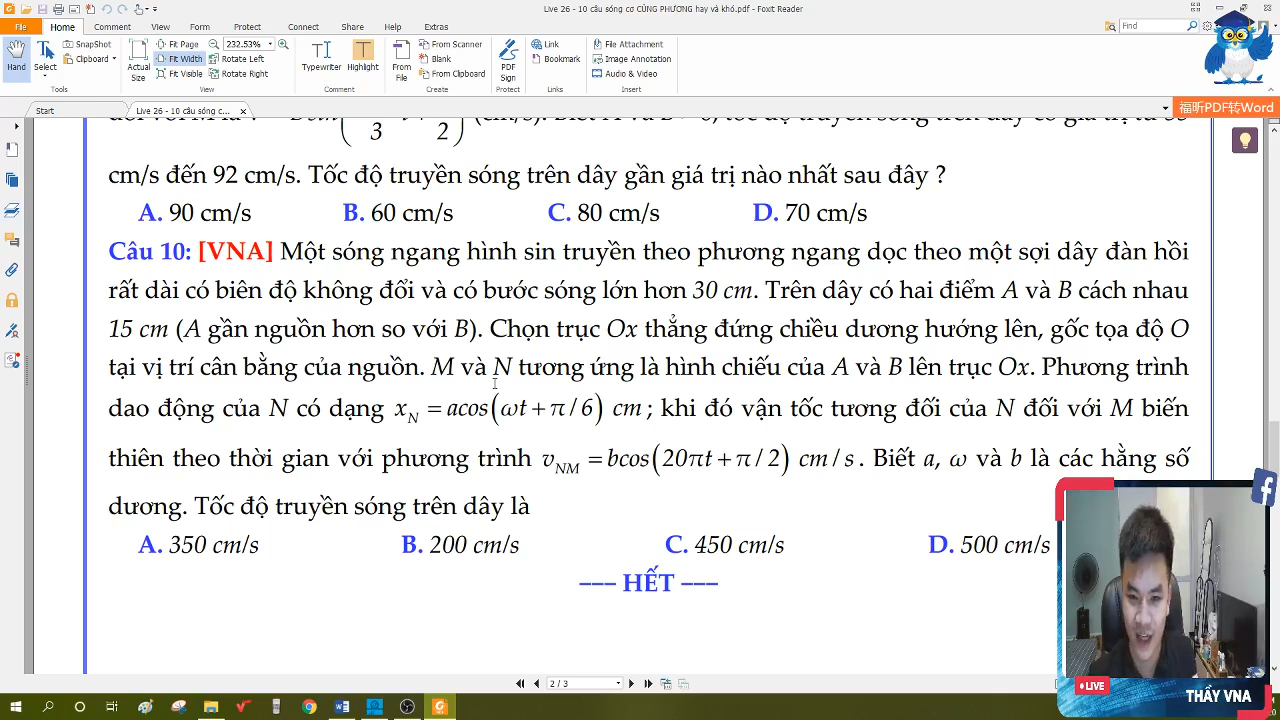 Live 26 - 10 câu sóng cơ CÙNG PHƯƠNG hay và khó.pdf - Foxit Reader
File Home Comment View Form Protect Share Connect Help Extras Find
Hand Select SnapShot Clipboard Actual Size Fit Page Fit Width Fit Visible 232.53% Rotate Left Rotate Right Typewriter Highlight From File From Scanner Blank From Clipboard PDF Sign Link Bookmark File Attachment Image Annotation Audio & Video
Tools View Comment Create Protect Links Insert
Start Live 26 - 10 câu sóng c... 福昕PDF转Word
3 2 (cm/s).
cm/s đến 92 cm/s. Tốc độ truyền sóng trên dây gần giá trị nào nhất sau đây ?
A. 90 cm/s B. 60 cm/s C. 80 cm/s D. 70 cm/s
Câu 10: [VNA] Một sóng ngang hình sin truyền theo phương ngang dọc theo một sợi dây đàn hồi
rất dài có biên độ không đổi và có bước sóng lớn hơn 30 cm. Trên dây có hai điểm A và B cách nhau
15 cm (A gần nguồn hơn so với B). Chọn trục Ox thẳng đứng chiều dương hướng lên, gốc tọa độ O
tại vị trí cân bằng của nguồn. M và N tương ứng là hình chiếu của A và B lên trục Ox. Phương trình
dao động của N có dạng x_N = acos(ωt + π / 6) cm ; khi đó vận tốc tương đối của N đối với M biến
thiên theo thời gian với phương trình v_NM = bcos(20πt + π / 2) cm / s . Biết a, ω và b là các hằng số
dương. Tốc độ truyền sóng trên dây là
A. 350 cm/s B. 200 cm/s C. 450 cm/s D. 500 cm/s
--- HẾT ---
2 / 3
LIVE THẦY VNA